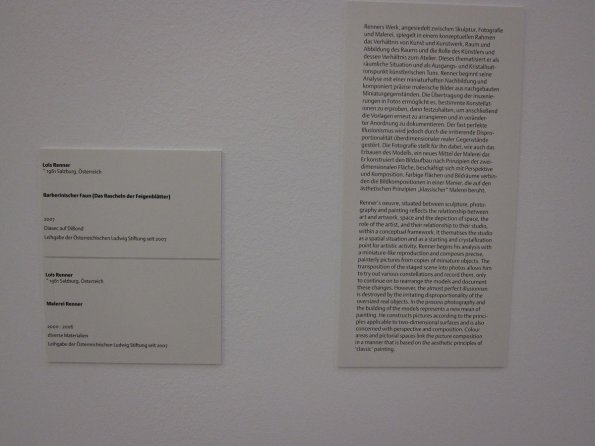 Lois Renner
* 1961 Salzburg, Österreich
Barberinischer Faun (Das Rascheln der Feigenblätter)
2007
Diasec auf DiBond
Leihgabe der Österreichischen Ludwig Stiftung seit 2007
Lois Renner
* 1961 Salzburg, Österreich
Malerei Renner
2000 - 2006
diverse Materialien
Leihgabe der Österreichischen Ludwig Stiftung seit 2007
Renners Werk, angesiedelt zwischen Skulptur, Fotografie
und Malerei, spiegelt in einem konzeptuellen Rahmen
das Verhältnis von Kunst und Kunstwerk, Raum und
Abbildung des Raums und die Rolle des Künstlers und
dessen Verhältnis zum Atelier. Dieses thematisiert er als
räumliche Situation und als Ausgangs- und Kristallisat-
ionspunkt künstlerischen Tuns. Renner beginnt seine
Analyse mit einer miniaturhaften Nachbildung und
komponiert präzise malerische Bilder aus nachgebauten
Miniaturgegenständen. Die Übertragung der inszenie-
rungen in Fotos ermöglicht es, bestimmte Konstellat-
ionen zu erproben, dann festzuhalten, um anschließend
die Vorlagen erneut zu arrangieren und in veränder-
ter Anordnung zu dokumentieren. Der fast perfekte
Illusionismus wird jedoch durch die irritierende Dispro-
portionalität überdimensionaler realer Gegenstände
gestört. Die Fotografie stellt für ihn dabei, wie auch das
Erbauen des Modells, ein neues Mittel der Malerei dar.
Er konstruiert den Bildaufbau nach Prinzipien der zwei-
dimensionalen Fläche, beschäftigt sich mit Perspektive
und Komposition. Farbige Flächen und Bildräume verbin-
den die Bildkompositionen in einer Manier, die auf den
ästhetischen Prinzipien „klassischer“ Malerei beruht.
Renner's oeuvre, situated between sculpture, photo-
graphy and painting reflects the relationship between
art and artwork, space and the depiction of space, the
role of the artist, and their relationship to their studio,
within a conceptual framework. It thematises the studio
as a spatial situation and as a starting and crystallization
point for artistic activity. Renner begins his analysis with
a miniature-like reproduction and composes precise,
painterly pictures from copies of miniature objects. The
transposition of the staged scene into photos allows him
to try out various constellations and record them, only
to continue on to rearrange the models and document
these changes. However, the almost perfect illusionism
is destroyed by the irritating disproportionality of the
oversized real objects. In the process photography and
the building of the models represents a new mean of
painting. He constructs pictures according to the princi-
ples applicable to two-dimensional surfaces and is also
concerned with perspective and composition. Colour
areas and pictorial spaces link the picture composition
in a manner that is based on the aesthetic principles of
'classic' painting.